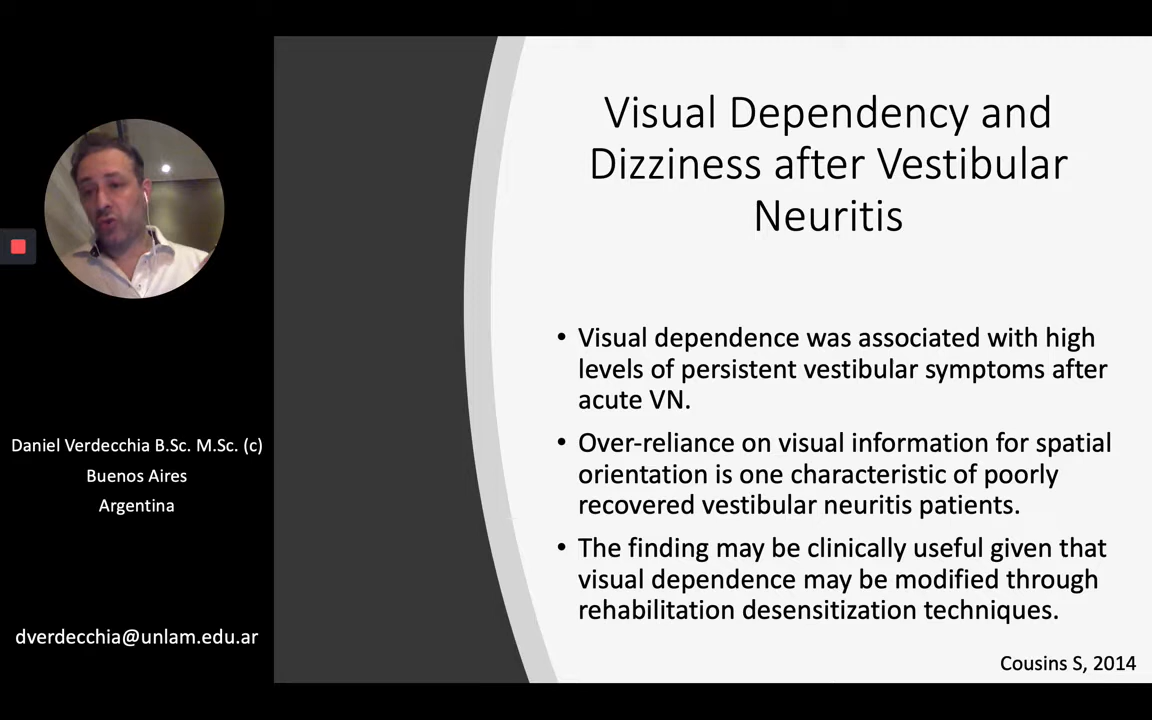 Visual Dependency and
Dizziness after Vestibular
Neuritis
• Visual dependence was associated with high
levels of persistent vestibular symptoms after
acute VN.
• Over-reliance on visual information for spatial
orientation is one characteristic of poorly
recovered vestibular neuritis patients.
• The finding may be clinically useful given that
visual dependence may be modified through
rehabilitation desensitization techniques.
Cousins S, 2014
Daniel Verdecchia B.Sc. M.Sc. (c)
Buenos Aires
Argentina
dverdecchia@unlam.edu.ar